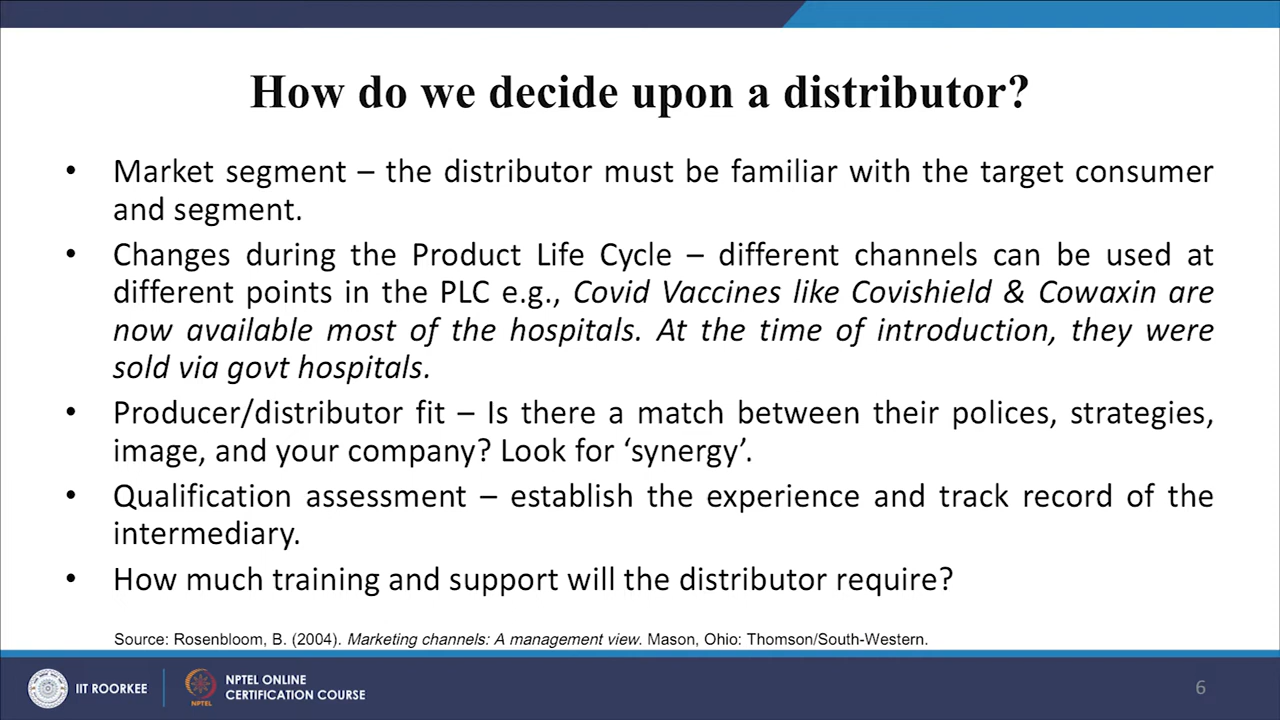 How do we decide upon a distributor?
• Market segment – the distributor must be familiar with the target consumer
and segment.
• Changes during the Product Life Cycle – different channels can be used at
different points in the PLC e.g., Covid Vaccines like Covishield & Cowaxin are
now available most of the hospitals. At the time of introduction, they were
sold via govt hospitals.
• Producer/distributor fit – Is there a match between their polices, strategies,
image, and your company? Look for ‘synergy’.
• Qualification assessment – establish the experience and track record of the
intermediary.
• How much training and support will the distributor require?
Source: Rosenbloom, B. (2004). Marketing channels: A management view. Mason, Ohio: Thomson/South-Western.
IIT ROORKEE
NPTEL
NPTEL ONLINE
CERTIFICATION COURSE
6